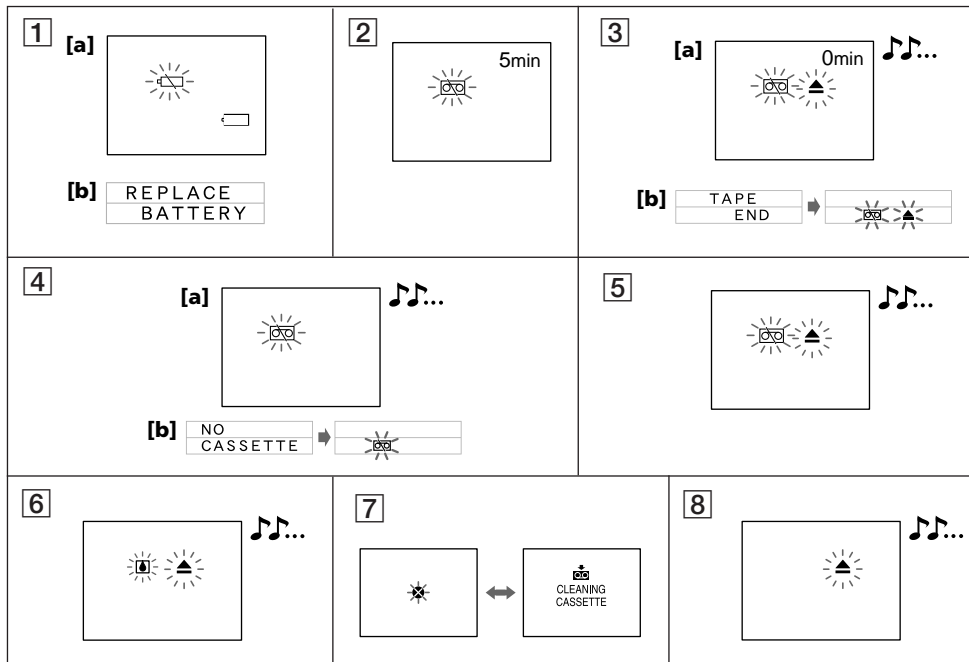 1
[a]
[b]
REPLACE
BATTERY
2
5min
3
[a]
0min
[b]
TAPE
END
4
[a]
[b]
NO
CASSETTE
5
6
7
CLEANING
CASSETTE
8